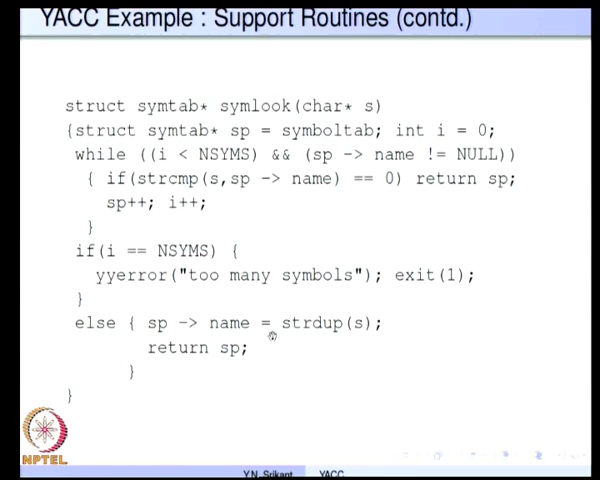 YACC Example : Support Routines (contd.)
struct symtab* symlook(char* s)
{struct symtab* sp = symboltab; int i = 0;
while ((i < NSYMS) && (sp -> name != NULL))
{ if(strcmp(s,sp -> name) == 0) return sp;
sp++; i++;
}
if(i == NSYMS) {
yyerror("too many symbols"); exit(1);
}
else { sp -> name = strdup(s);
return sp;
}
}
NPTEL
Y.N. Srikant YACC